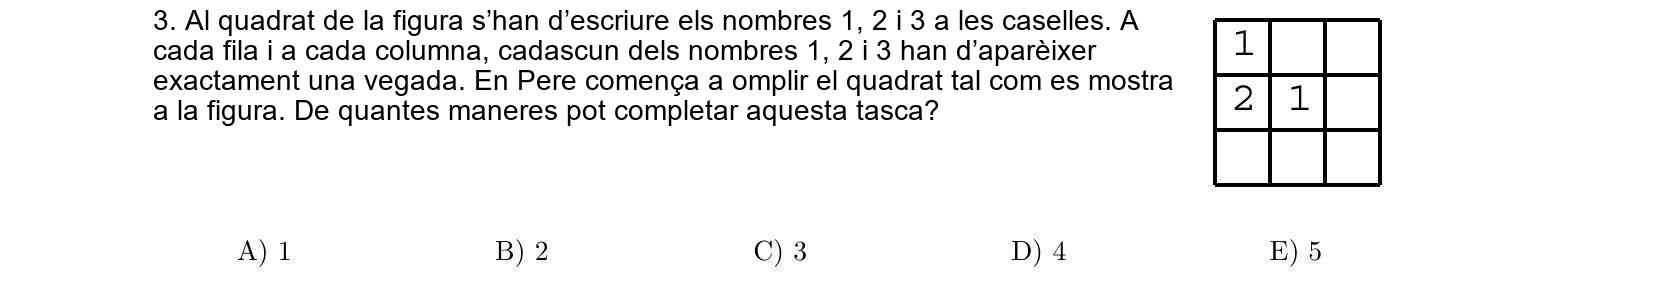 3. Al quadrat de la figura s'han d'escriure els nombres 1, 2 i 3 a les caselles. A
cada fila i a cada columna, cadascun dels nombres 1, 2 i 3 han d'aparèixer
exactament una vegada. En Pere comença a omplir el quadrat tal com es mostra
a la figura. De quantes maneres pot completar aquesta tasca?
1
2 1
A) 1 B) 2 C) 3 D) 4 E) 5